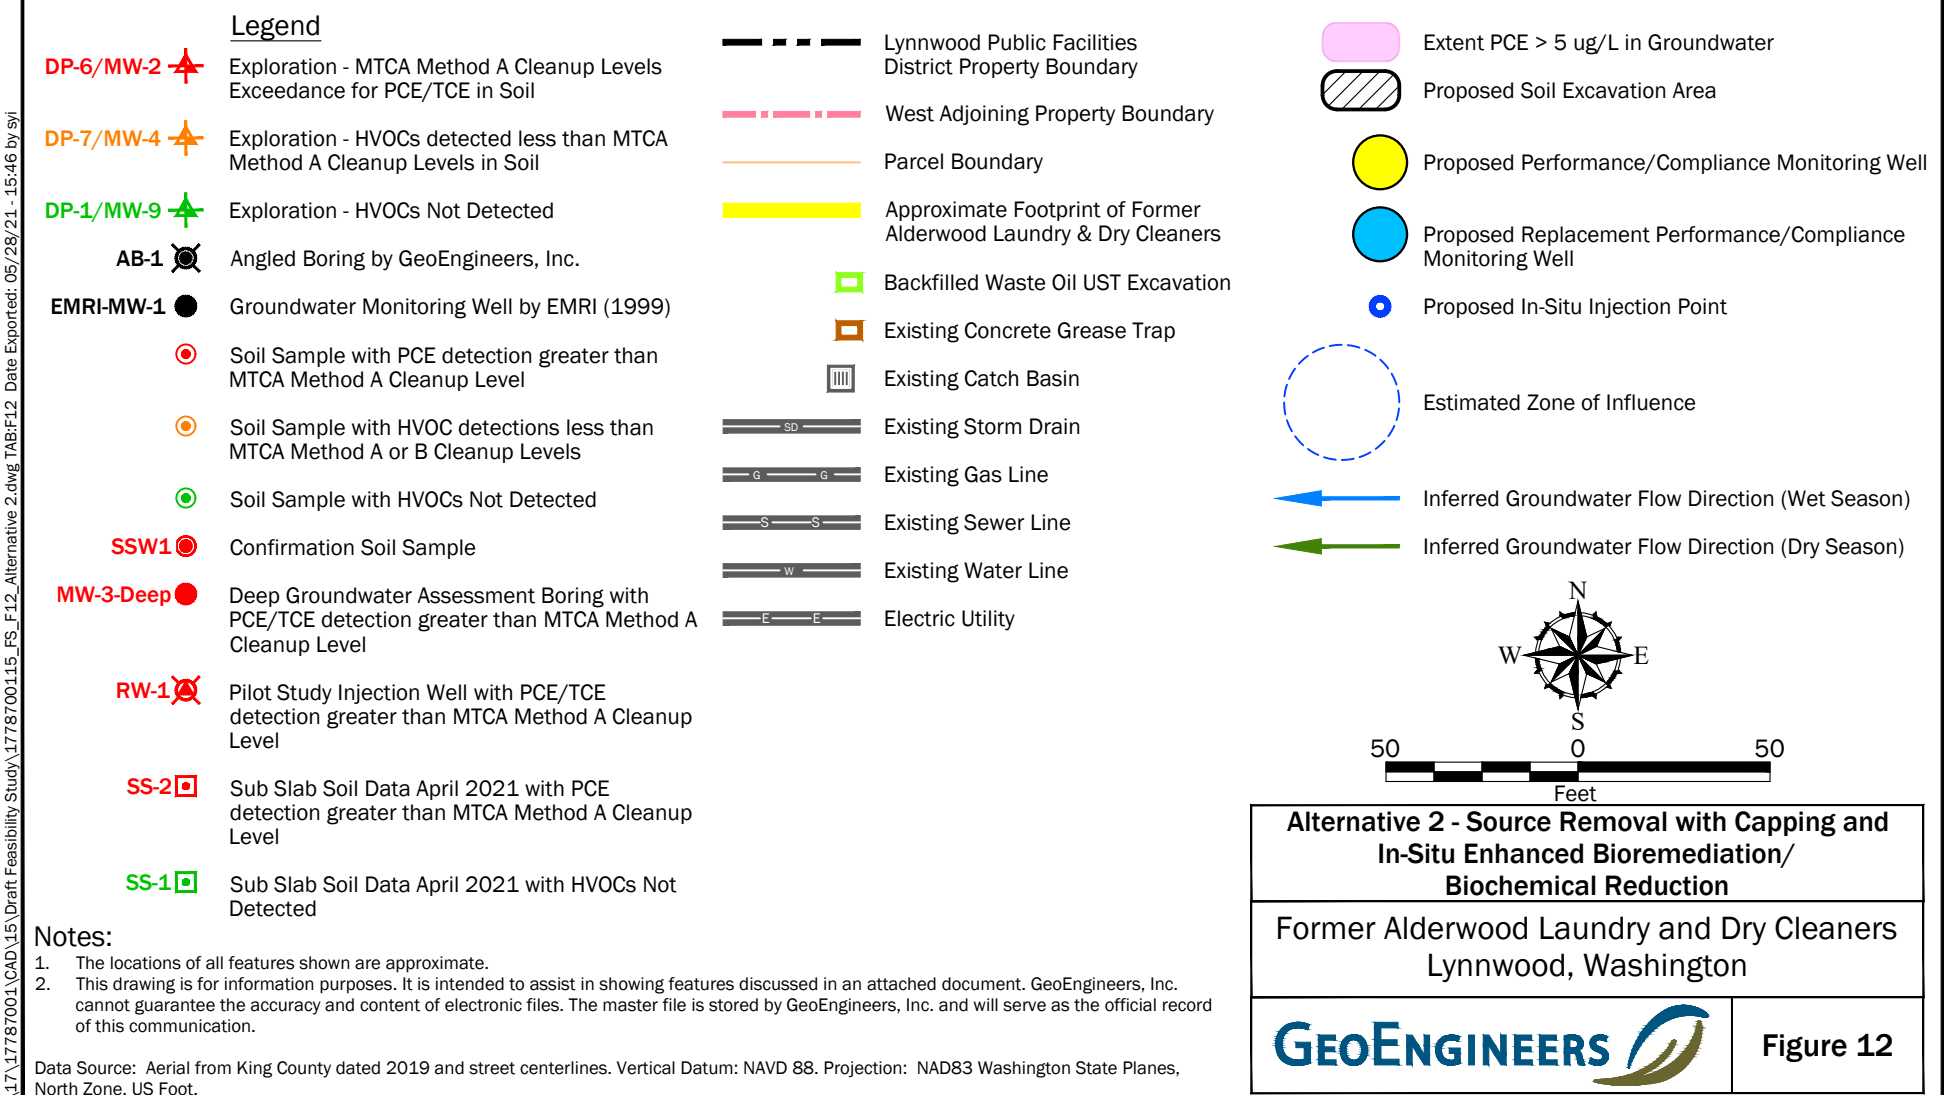 Legend
DP-6/MW-2
Exploration - MTCA Method A Cleanup Levels
Exceedance for PCE/TCE in Soil
DP-7/MW-4
Exploration - HVOCs detected less than MTCA
Method A Cleanup Levels in Soil
DP-1/MW-9
Exploration - HVOCs Not Detected
AB-1
Angled Boring by GeoEngineers, Inc.
EMRI-MW-1
Groundwater Monitoring Well by EMRI (1999)
Soil Sample with PCE detection greater than
MTCA Method A Cleanup Level
Soil Sample with HVOC detections less than
MTCA Method A or B Cleanup Levels
Soil Sample with HVOCs Not Detected
SSW1
Confirmation Soil Sample
MW-3-Deep
Deep Groundwater Assessment Boring with
PCE/TCE detection greater than MTCA Method A
Cleanup Level
RW-1
Pilot Study Injection Well with PCE/TCE
detection greater than MTCA Method A Cleanup
Level
SS-2
Sub Slab Soil Data April 2021 with PCE
detection greater than MTCA Method A Cleanup
Level
SS-1
Sub Slab Soil Data April 2021 with HVOCs Not
Detected
Lynnwood Public Facilities
District Property Boundary
West Adjoining Property Boundary
Parcel Boundary
Approximate Footprint of Former
Alderwood Laundry & Dry Cleaners
Backfilled Waste Oil UST Excavation
Existing Concrete Grease Trap
Existing Catch Basin
SD
Existing Storm Drain
G G
Existing Gas Line
S S
Existing Sewer Line
W
Existing Water Line
E E
Electric Utility
Extent PCE > 5 ug/L in Groundwater
Proposed Soil Excavation Area
Proposed Performance/Compliance Monitoring Well
Proposed Replacement Performance/Compliance
Monitoring Well
Proposed In-Situ Injection Point
Estimated Zone of Influence
Inferred Groundwater Flow Direction (Wet Season)
Inferred Groundwater Flow Direction (Dry Season)
N
W E
S
50 0 50
Feet
Notes:
1. The locations of all features shown are approximate.
2. This drawing is for information purposes. It is intended to assist in showing features discussed in an attached document. GeoEngineers, Inc.
cannot guarantee the accuracy and content of electronic files. The master file is stored by GeoEngineers, Inc. and will serve as the official record
of this communication.
Data Source: Aerial from King County dated 2019 and street centerlines. Vertical Datum: NAVD 88. Projection: NAD83 Washington State Planes,
North Zone, US Foot.
Alternative 2 - Source Removal with Capping and
In-Situ Enhanced Bioremediation/
Biochemical Reduction
Former Alderwood Laundry and Dry Cleaners
Lynnwood, Washington
GEOENGINEERS
Figure 12
17\17787001\CAD\15\Draft Feasibility Study\1778700115_FS_F12_Alternative 2.dwg TAB:F12 Date Exported: 05/28/21 - 15:46 by syi